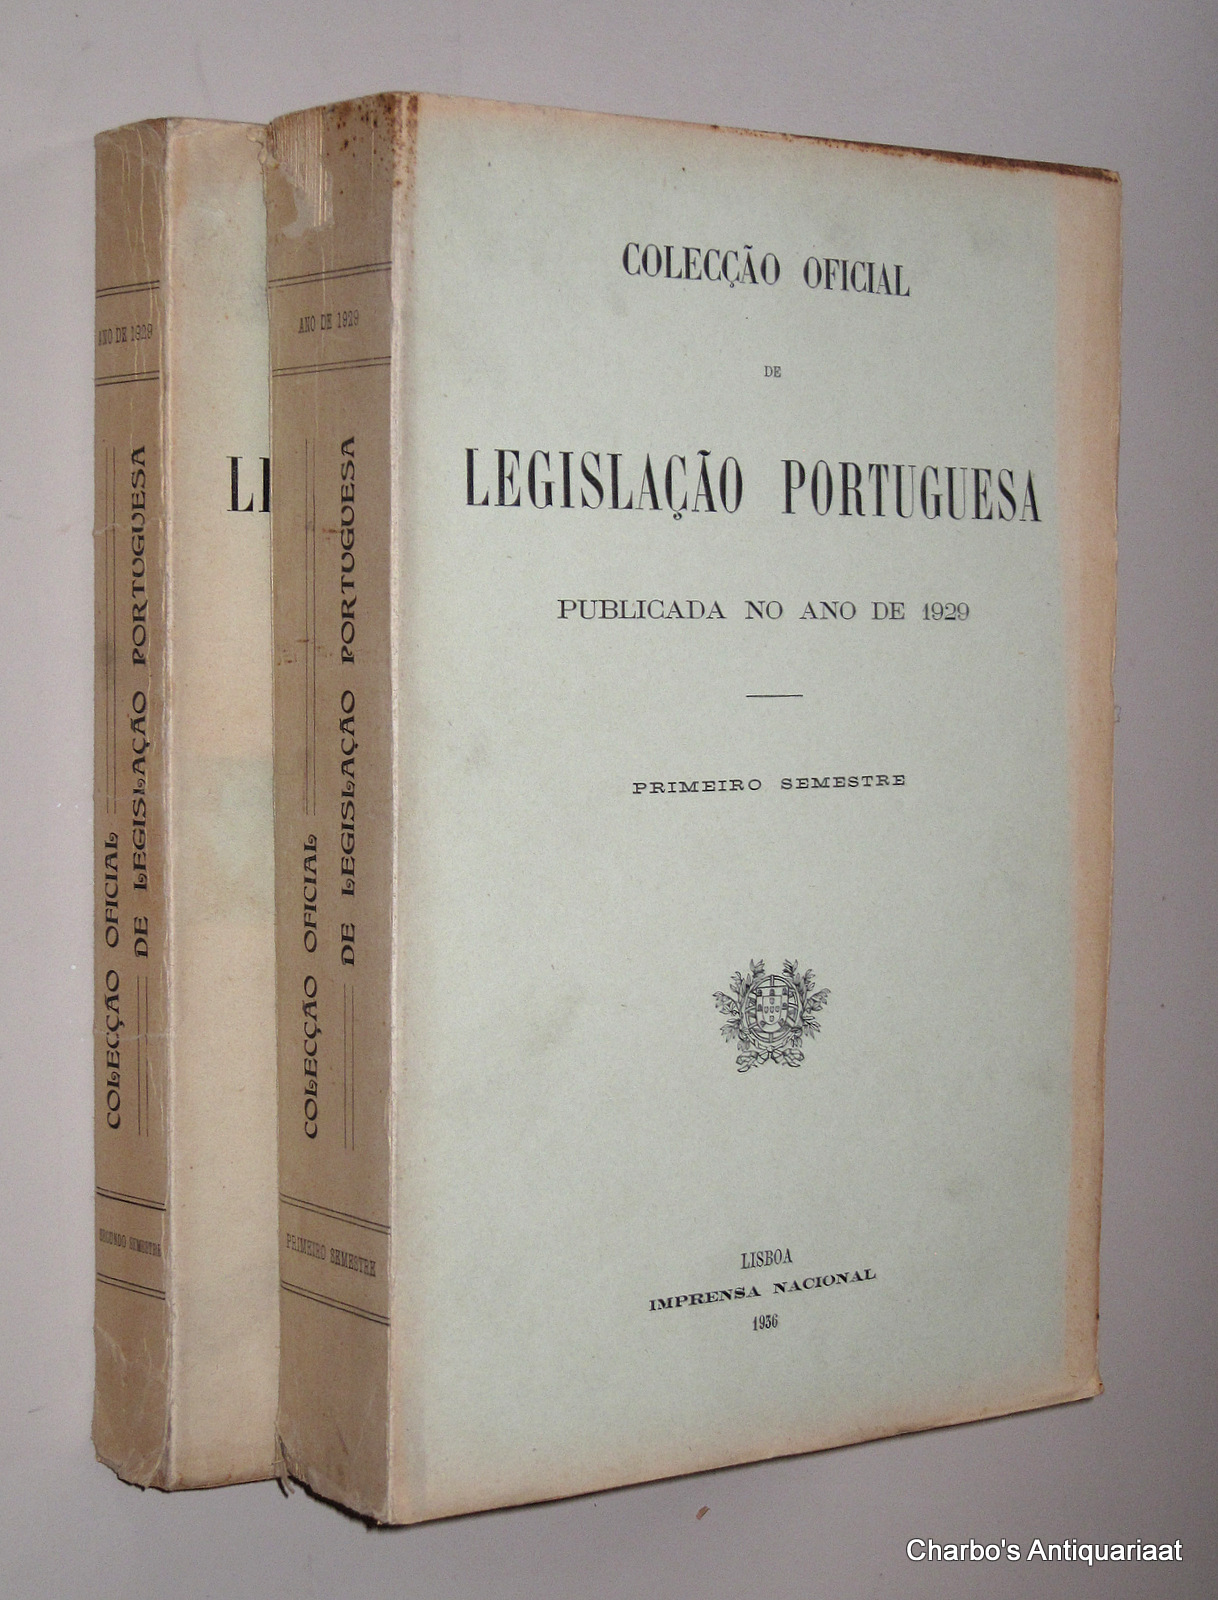 ANO DE 1929
COLECÇÃO OFICIAL
DE LEGISLAÇÃO PORTUGUESA
SEGUNDO SEMESTRE
LE
ANO DE 1929
COLECÇÃO OFICIAL
DE LEGISLAÇÃO PORTUGUESA
PRIMEIRO SEMESTRE
COLECÇÃO OFICIAL
DE
LEGISLAÇÃO PORTUGUESA
PUBLICADA NO ANO DE 1929
PRIMEIRO SEMESTRE
LISBOA
IMPRENSA NACIONAL
1936
Charbo's Antiquariaat